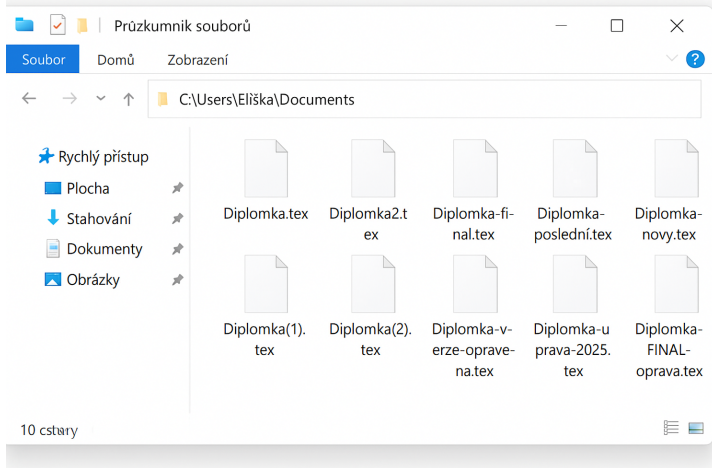 Průzkumnik souborů
Soubor Domů Zobrazení
?
C:\Users\Eliška\Documents
Rychlý přístup
Plocha
Stahování
Dokumenty
Obrázky
Diplomka.tex
Diplomka2.t
ex
Diplomka-fi-
nal.tex
Diplomka-
poslední.tex
Diplomka-
novy.tex
Diplomka(1).
tex
Diplomka(2).
tex
Diplomka-v-
erze-oprave-
na.tex
Diplomka-u
prava-2025.
tex
Diplomka-
FINAL-
oprava.tex
10